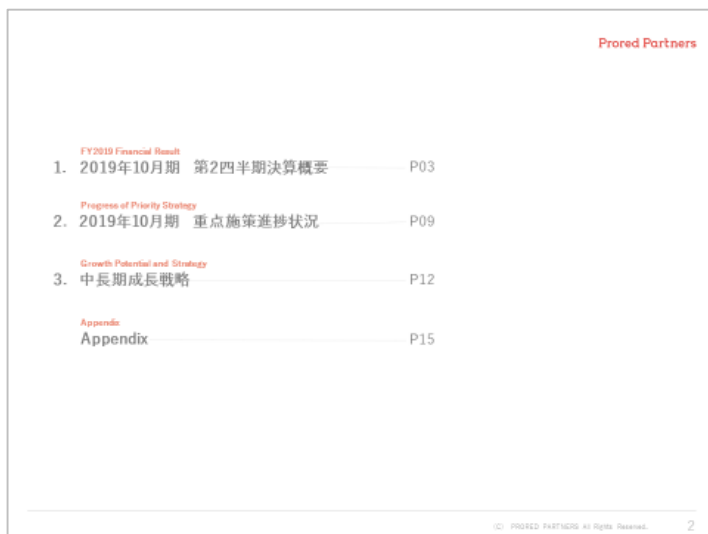 Prored Partners
FY2019 Financial Result
1. 2019年10月期 第2四半期決算概要 P03
Progress of Priority Strategy
2. 2019年10月期 重点施策進捗状況 P09
Growth Potential and Strategy
3. 中長期成長戦略 P12
Appendix
Appendix P15
(C) PRORED PARTNERS All Rights Reserved. 2